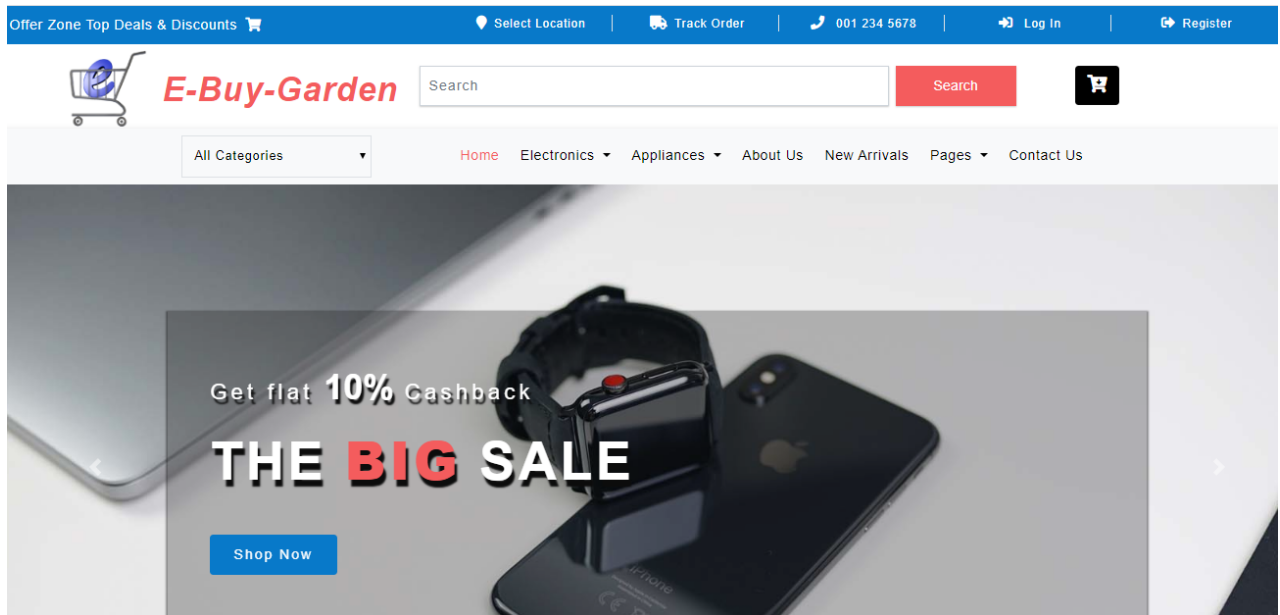 Offer Zone Top Deals & Discounts
Select Location
Track Order
001 234 5678
Log In
Register
e
E-Buy-Garden
Search
Search
All Categories
Home
Electronics
Appliances
About Us
New Arrivals
Pages
Contact Us
Get flat 10% Cashback
THE BIG SALE
Shop Now
iPhone